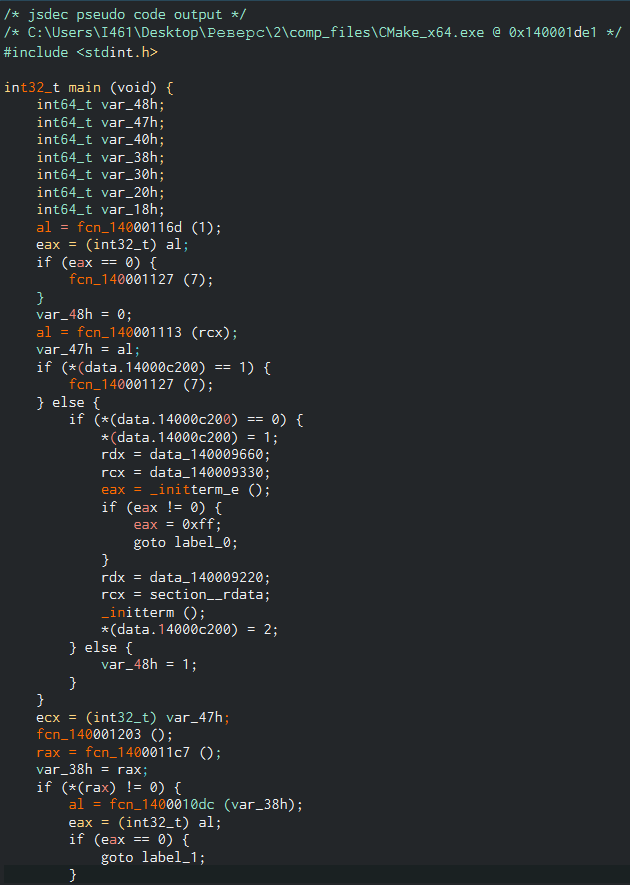 /* jsdec pseudo code output */
/* C:\Users\I461\Desktop\Реверс\2\comp_files\CMake_x64.exe @ 0x140001de1 */
#include <stdint.h>

int32_t main (void) {
    int64_t var_48h;
    int64_t var_47h;
    int64_t var_40h;
    int64_t var_38h;
    int64_t var_30h;
    int64_t var_20h;
    int64_t var_18h;
    al = fcn_14000116d (1);
    eax = (int32_t) al;
    if (eax == 0) {
        fcn_140001127 (7);
    }
    var_48h = 0;
    al = fcn_140001113 (rcx);
    var_47h = al;
    if (*(data.14000c200) == 1) {
        fcn_140001127 (7);
    } else {
        if (*(data.14000c200) == 0) {
            *(data.14000c200) = 1;
            rdx = data_140009660;
            rcx = data_140009330;
            eax = _initterm_e ();
            if (eax != 0) {
                eax = 0xff;
                goto label_0;
            }
            rdx = data_140009220;
            rcx = section__rdata;
            _initterm ();
            *(data.14000c200) = 2;
        } else {
            var_48h = 1;
        }
    }
    ecx = (int32_t) var_47h;
    fcn_140001203 ();
    rax = fcn_1400011c7 ();
    var_38h = rax;
    if (*(rax) != 0) {
        al = fcn_1400010dc (var_38h);
        eax = (int32_t) al;
        if (eax == 0) {
            goto label_1;
        }